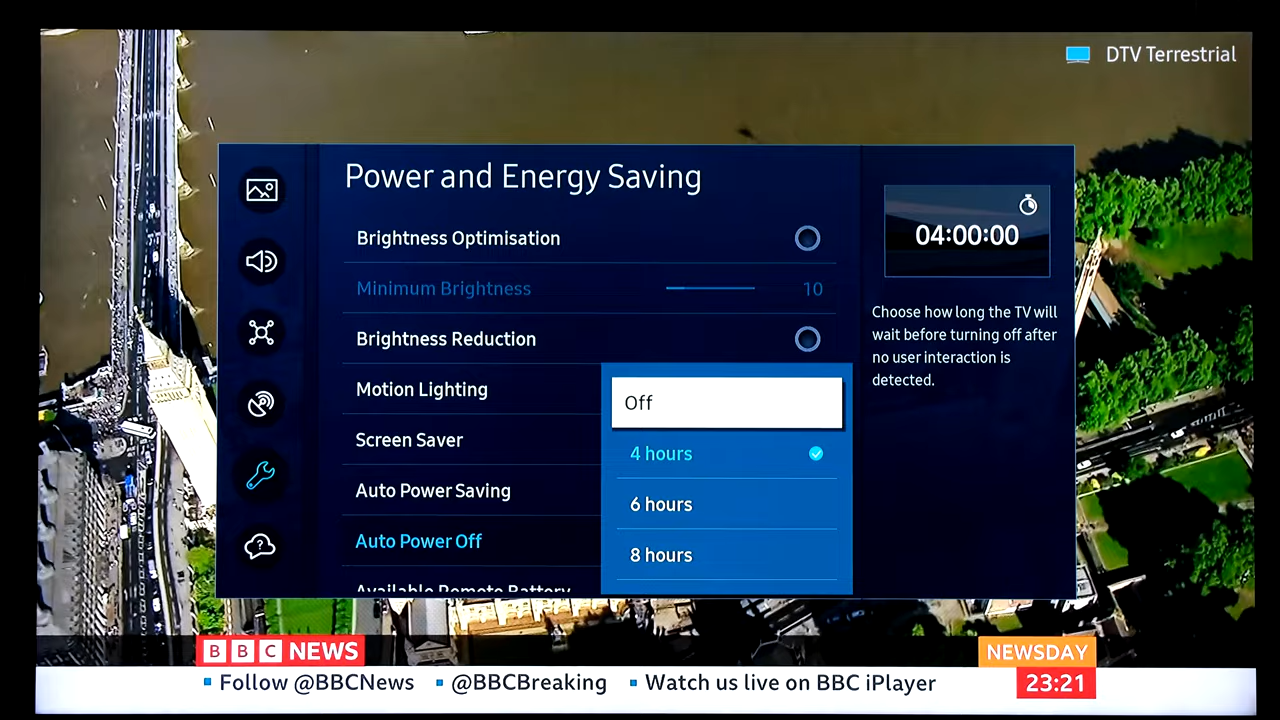 DTV Terrestrial
Power and Energy Saving
Brightness Optimisation
Minimum Brightness 10
Brightness Reduction
Motion Lighting
Screen Saver
Auto Power Saving
Auto Power Off
Available Remote Battery
Off
4 hours
6 hours
8 hours
04:00:00
Choose how long the TV will
wait before turning off after
no user interaction is
detected.
BBC NEWS
NEWSDAY
Follow @BBCNews @BBCBreaking Watch us live on BBC iPlayer
23:21